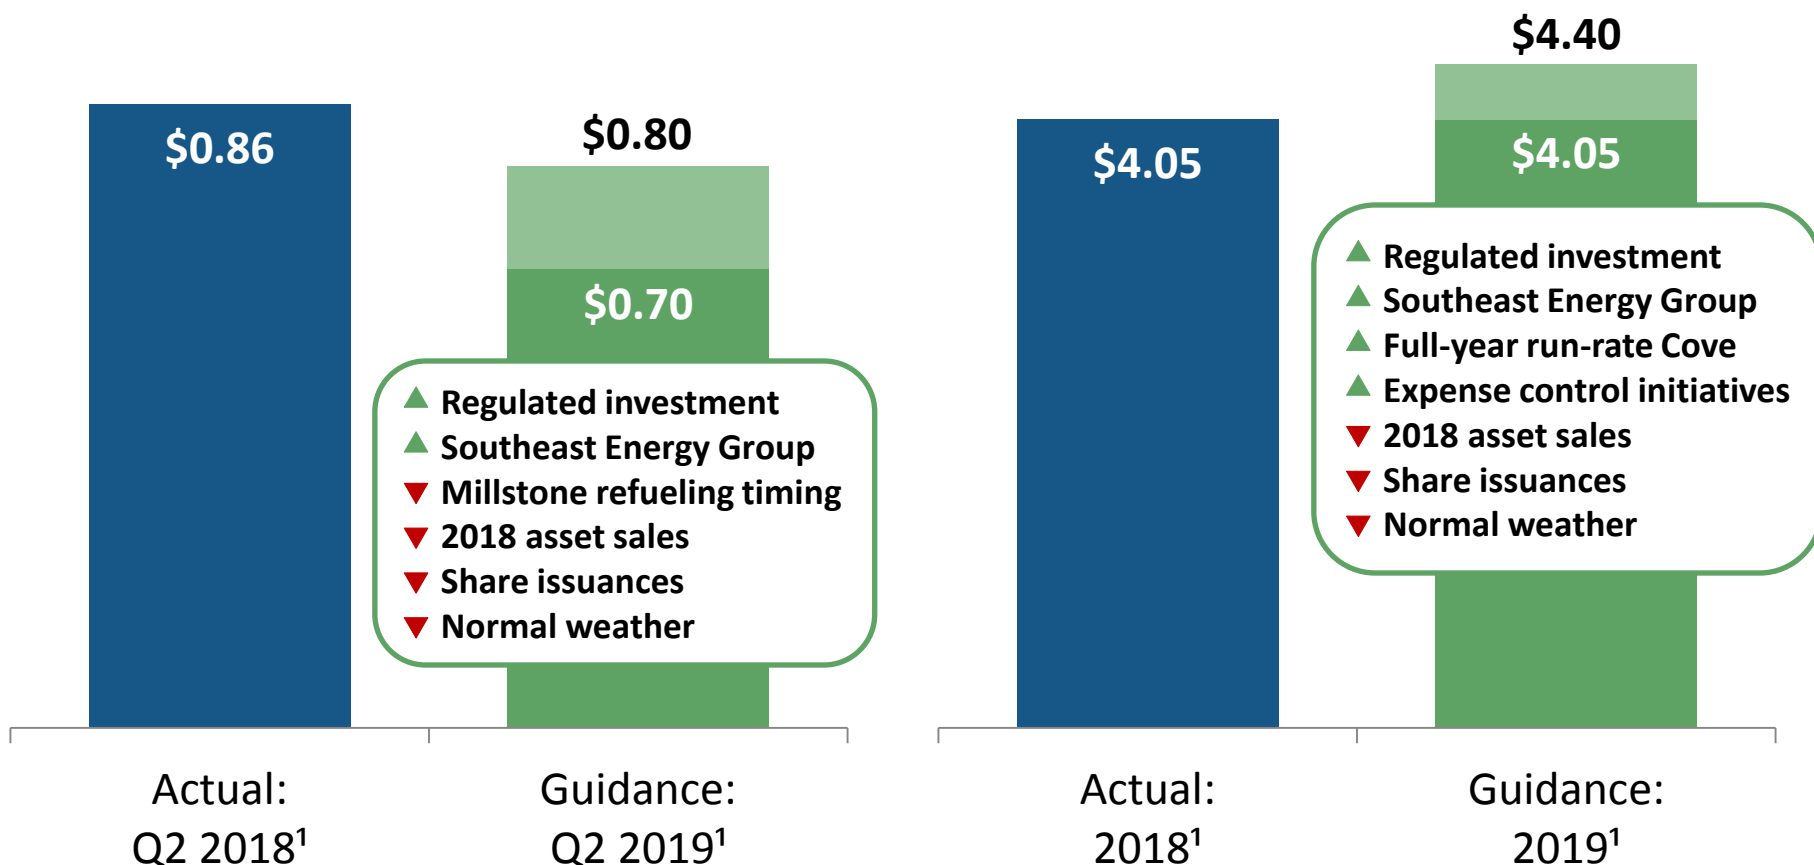 $0.86
$0.80
$0.70
Regulated investment
Southeast Energy Group
Millstone refueling timing
2018 asset sales
Share issuances
Normal weather
Actual:
Q2 2018¹
Guidance:
Q2 2019¹
$4.05
$4.40
$4.05
Regulated investment
Southeast Energy Group
Full-year run-rate Cove
Expense control initiatives
2018 asset sales
Share issuances
Normal weather
Actual:
2018¹
Guidance:
2019¹